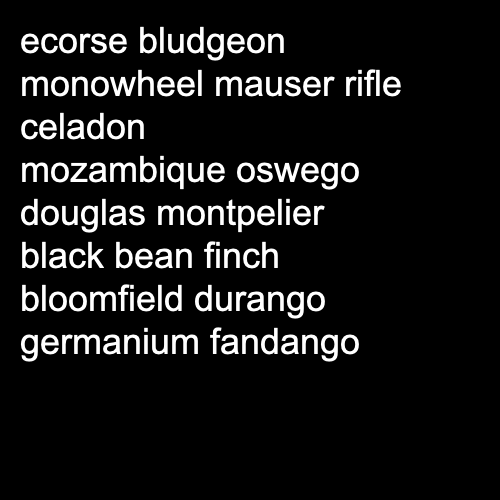 ecorse bludgeon
monowheel mauser rifle
celadon
mozambique oswego
douglas montpelier
black bean finch
bloomfield durango
germanium fandango